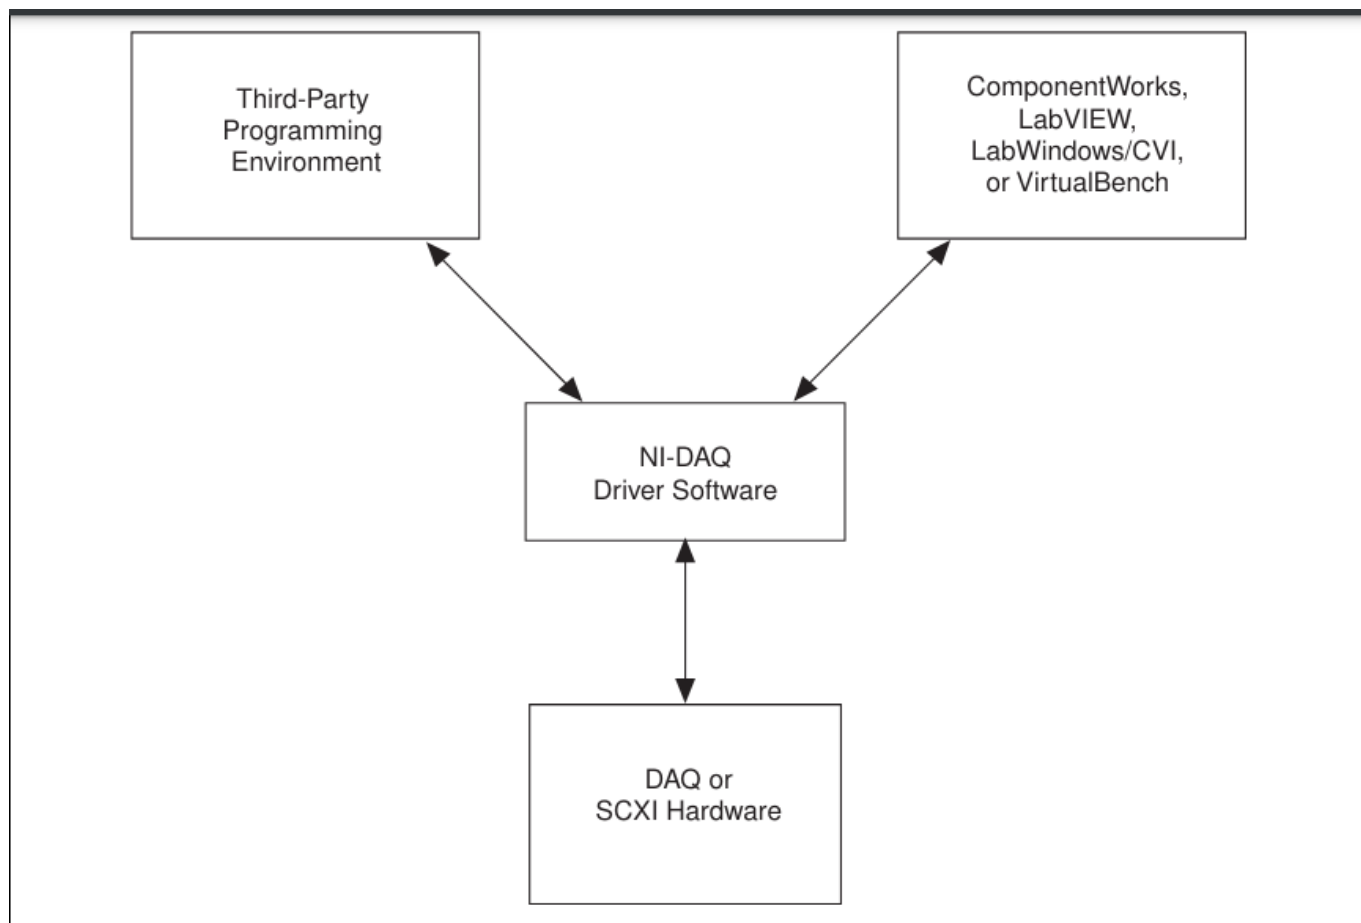 Third-Party
Programming
Environment
ComponentWorks,
LabVIEW,
LabWindows/CVI,
or VirtualBench
NI-DAQ
Driver Software
DAQ or
SCXI Hardware